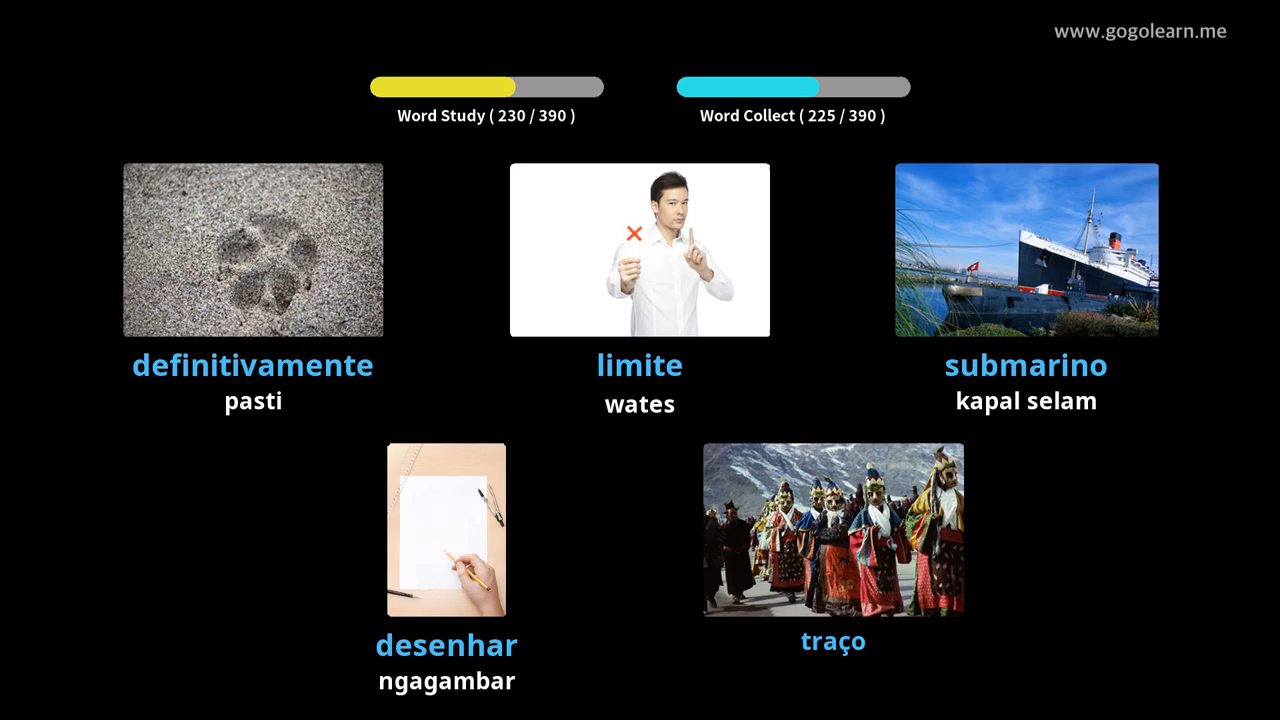 www.gogolearn.me
Word Study ( 230 / 390 )
Word Collect ( 225 / 390 )
definitivamente
pasti
limite
wates
submarino
kapal selam
desenhar
ngagambar
traço